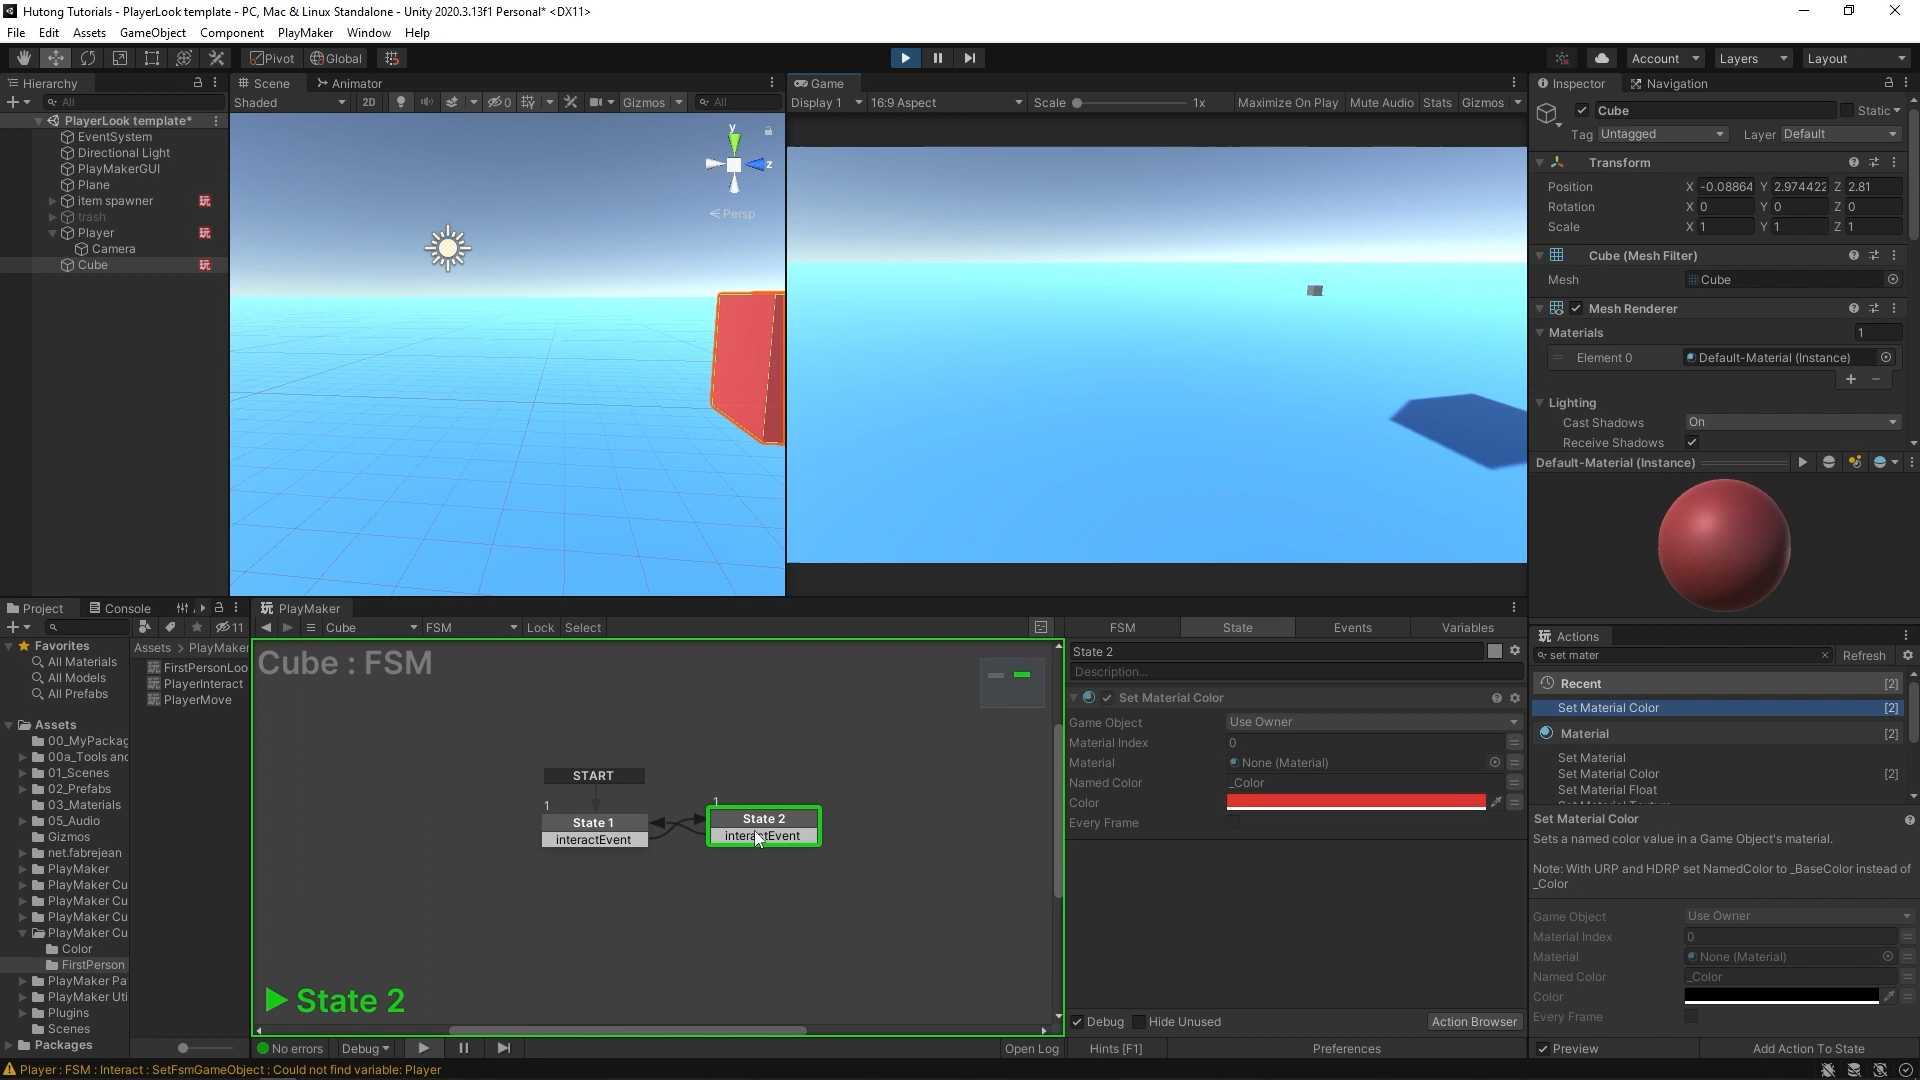 Hutong Tutorials - PlayerLook template - PC, Mac & Linux Standalone - Unity 2020.3.13f1 Personal* <DX11>
File Edit Assets GameObject Component PlayMaker Window Help
Pivot Global Account Layers Layout
Hierarchy
All
PlayerLook template*
EventSystem
Directional Light
PlayMakerGUI
Plane
item spawner 玩
trash
Player 玩
Camera
Cube 玩
Scene Animator
Shaded 2D 0 Gizmos All
y
z
Persp
Game
Display 1 16:9 Aspect Scale 1x Maximize On Play Mute Audio Stats Gizmos
Inspector Navigation
Cube Static
Tag Untagged Layer Default
Transform
Position X -0.08864 Y 2.974422 Z 2.81
Rotation X 0 Y 0 Z 0
Scale X 1 Y 1 Z 1
Cube (Mesh Filter)
Mesh Cube
Mesh Renderer
Materials 1
Element 0 Default-Material (Instance)
Lighting
Cast Shadows On
Receive Shadows
Default-Material (Instance)
Project Console
11
Favorites
All Materials
All Models
All Prefabs
Assets
00_MyPackag
00a_Tools and
01_Scenes
02_Prefabs
03_Materials
05_Audio
Gizmos
net.fabrejean
PlayMaker
PlayMaker Cu
PlayMaker Cu
PlayMaker Cu
PlayMaker Cu
Color
FirstPerson
PlayMaker Pa
PlayMaker Uti
Plugins
Scenes
Packages
Assets > PlayMaker
FirstPersonLoo
PlayerInteract
PlayerMove
玩 PlayMaker
Cube FSM Lock Select
Cube : FSM
START
1
State 1
interactEvent
1
State 2
interactEvent
State 2
No errors Debug Open Log
FSM State Events Variables
State 2
Description...
Set Material Color
Game Object Use Owner
Material Index 0
Material None (Material)
Named Color _Color
Color
Every Frame
Debug Hide Unused Action Browser
Hints [F1] Preferences
玩 Actions
set mater Refresh
Recent [2]
Set Material Color [2]
Material [2]
Set Material
Set Material Color [2]
Set Material Float
Set Material Color
Sets a named color value in a Game Object's material.
Note: With URP and HDRP set NamedColor to _BaseColor instead of
_Color
Game Object Use Owner
Material Index 0
Material None (Material)
Named Color _Color
Color
Every Frame
Preview Add Action To State
Player : FSM : Interact : SetFsmGameObject : Could not find variable: Player